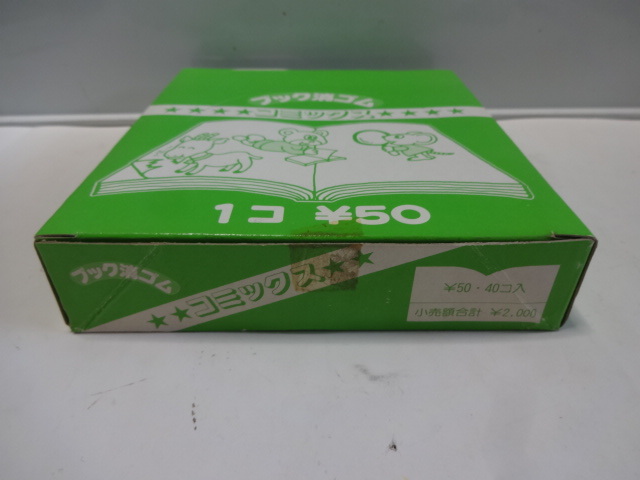 ブック消ゴム
★★★★コミックス★★★★
1コ ¥50
ブック消ゴム
★★コミックス★★
¥50・40コ入
小売額合計 ¥2,000